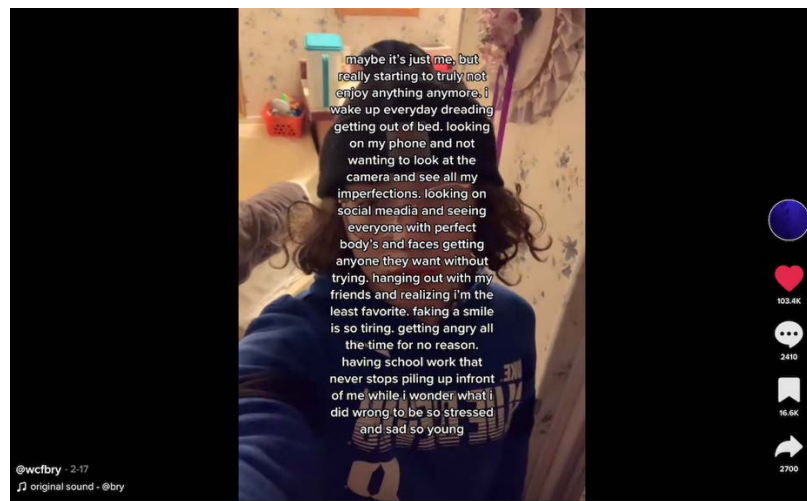 maybe it's just me, but
really starting to truly not
enjoy anything anymore. i
wake up everyday dreading
getting out of bed. looking
on my phone and not
wanting to look at the
camera and see all my
imperfections. looking on
social meadia and seeing
everyone with perfect
body's and faces getting
anyone they want without
trying. hanging out with my
friends and realizing i'm the
least favorite. faking a smile
is so tiring. getting angry all
the time for no reason.
having school work that
never stops piling up infront
of me while i wonder what i
did wrong to be so stressed
and sad so young
103.4K
2410
16.6K
2700
@wcfbry · 2-17
original sound - @bry